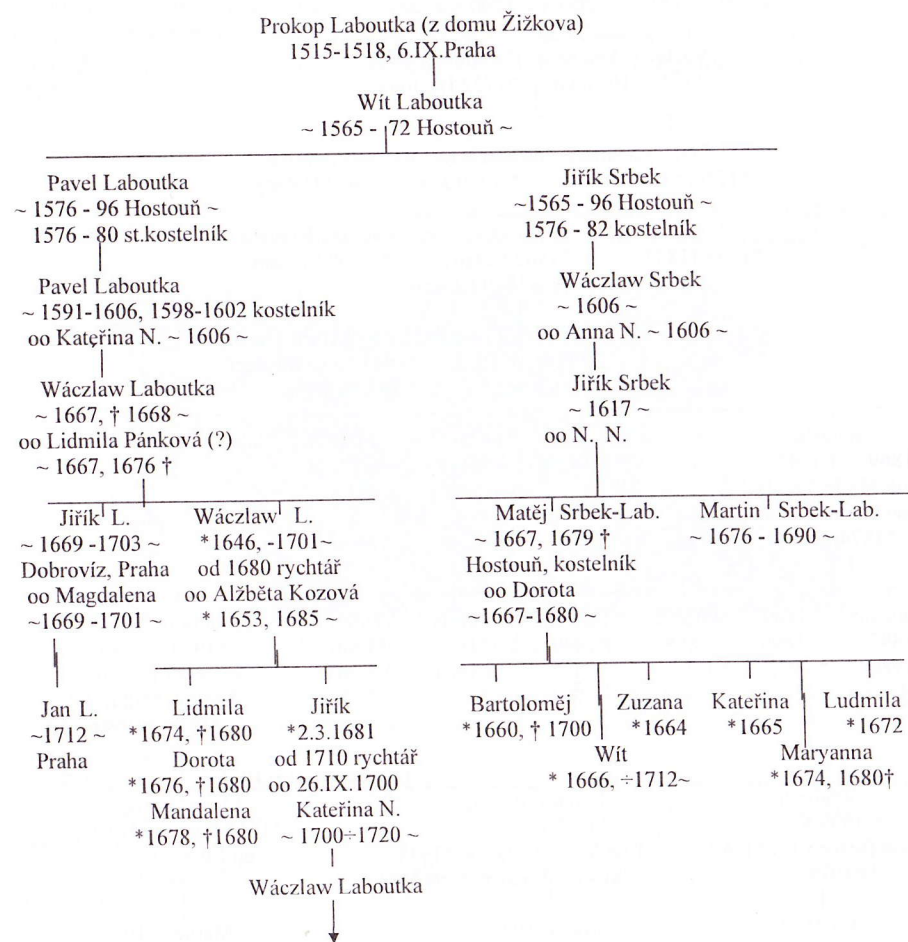 Prokop Laboutka (z domu Žižkova)
1515-1518, 6.IX.Praha
Wít Laboutka
~ 1565 - 72 Hostouň ~
Pavel Laboutka
~ 1576 - 96 Hostouň ~
1576 - 80 st.kostelník
Jiřík Srbek
~1565 - 96 Hostouň ~
1576 - 82 kostelník
Pavel Laboutka
~ 1591-1606, 1598-1602 kostelník
oo Kateřina N. ~ 1606 ~
Wáczlaw Srbek
~ 1606 ~
oo Anna N. ~ 1606 ~
Wáczlaw Laboutka
~ 1667, † 1668 ~
oo Lidmila Pánková (?)
~ 1667, 1676 †
Jiřík Srbek
~ 1617 ~
oo N. N.
Jiřík L.
~ 1669 -1703 ~
Dobrovíz, Praha
oo Magdalena
~1669 -1701 ~
Wáczlaw L.
*1646, -1701~
od 1680 rychtář
oo Alžběta Kozová
* 1653, 1685 ~
Matěj Srbek-Lab.
~ 1667, 1679 †
Hostouň, kostelník
oo Dorota
~1667-1680 ~
Martin Srbek-Lab.
~ 1676 - 1690 ~
Jan L.
~1712 ~
Praha
Lidmila
*1674, †1680
Dorota
*1676, †1680
Mandalena
*1678, †1680
Jiřík
*2.3.1681
od 1710 rychtář
oo 26.IX.1700
Kateřina N.
~ 1700÷1720 ~
Bartoloměj
*1660, † 1700
Wít
* 1666, ÷1712~
Zuzana
*1664
Kateřina
*1665
Maryanna
*1674, 1680†
Ludmila
*1672
Wáczlaw Laboutka